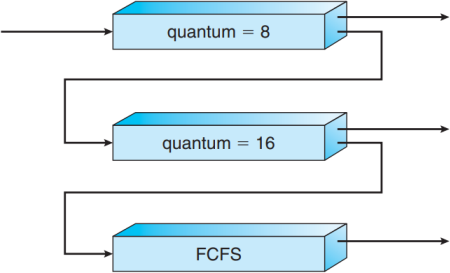 quantum = 8
quantum = 16
FCFS